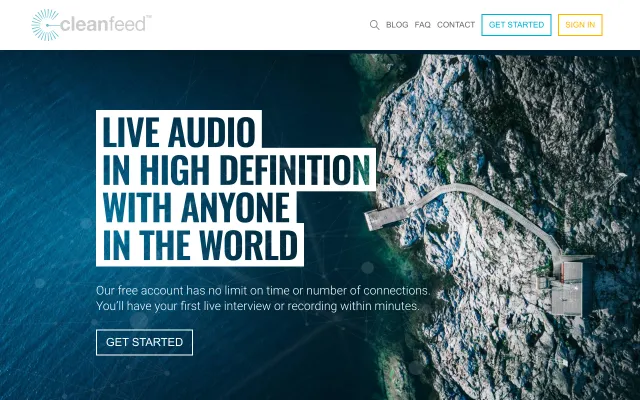 cleanfeed™
BLOG FAQ CONTACT GET STARTED SIGN IN
LIVE AUDIO
IN HIGH DEFINITION
WITH ANYONE
IN THE WORLD
Our free account has no limit on time or number of connections.
You'll have your first live interview or recording within minutes.
GET STARTED